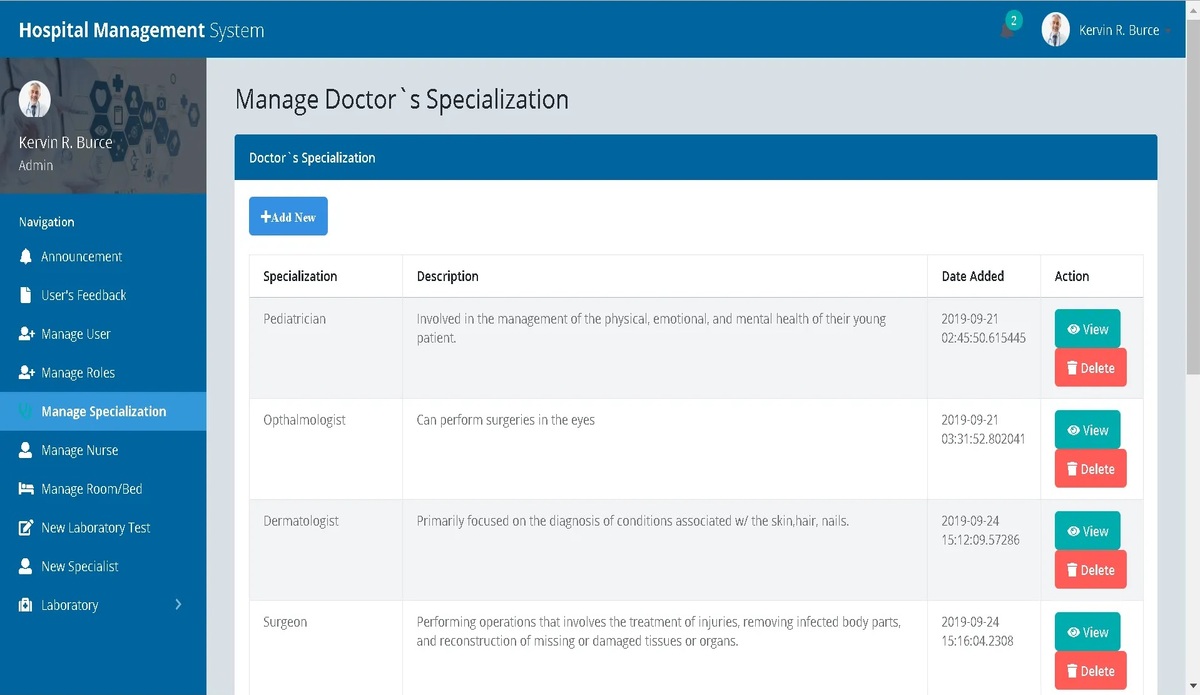 Hospital Management System
2
Kervin R. Burce
Kervin R. Burce
Admin
Navigation
Announcement
User's Feedback
Manage User
Manage Roles
Manage Specialization
Manage Nurse
Manage Room/Bed
New Laboratory Test
New Specialist
Laboratory
Manage Doctor`s Specialization
Doctor`s Specialization
Add New
Specialization Description Date Added Action
Pediatrician Involved in the management of the physical, emotional, and mental health of their young 2019-09-21 View
patient. 02:45:50.615445
Delete
Opthalmologist Can perform surgeries in the eyes 2019-09-21 View
03:31:52.802041
Delete
Dermatologist Primarily focused on the diagnosis of conditions associated w/ the skin,hair, nails. 2019-09-24 View
15:12:09.57286
Delete
Surgeon Performing operations that involves the treatment of injuries, removing infected body parts, 2019-09-24 View
and reconstruction of missing or damaged tissues or organs. 15:16:04.2308
Delete